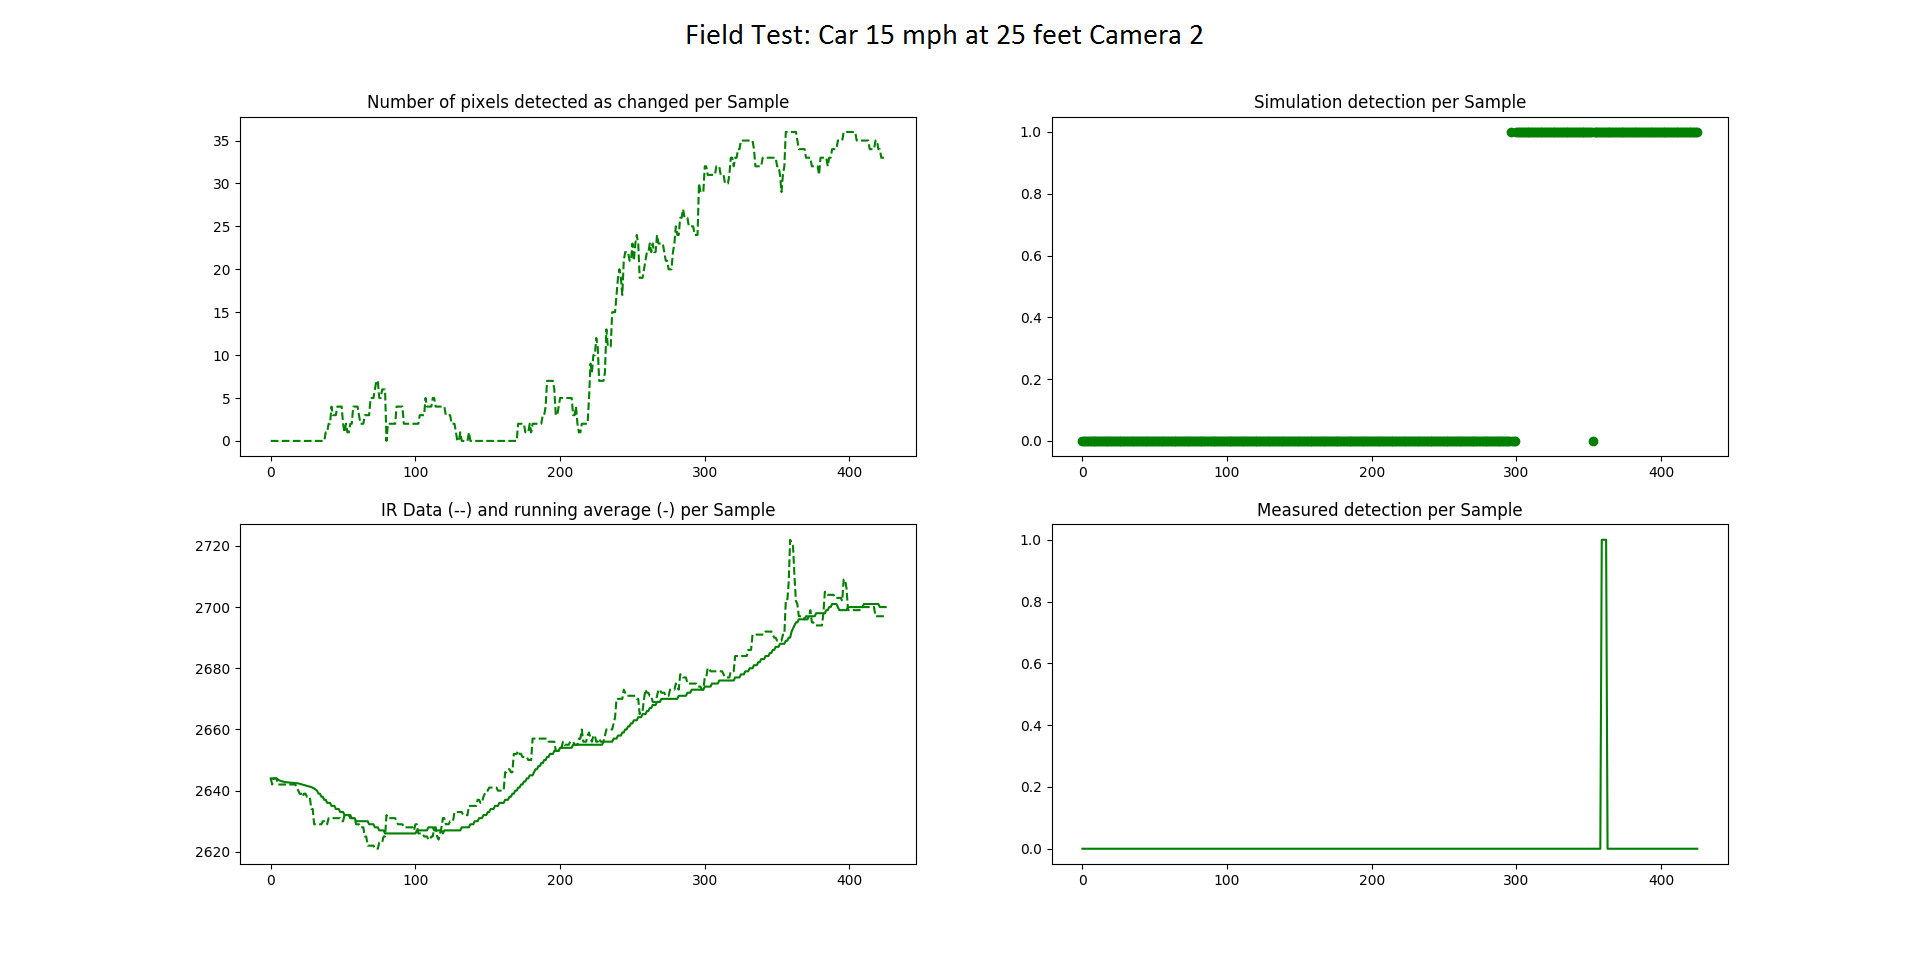 Field Test: Car 15 mph at 25 feet Camera 2
Number of pixels detected as changed per Sample
35
30
25
20
15
10
5
0
0 100 200 300 400
Simulation detection per Sample
1.0
0.8
0.6
0.4
0.2
0.0
0 100 200 300 400
IR Data (--) and running average (-) per Sample
2720
2700
2680
2660
2640
2620
0 100 200 300 400
Measured detection per Sample
1.0
0.8
0.6
0.4
0.2
0.0
0 100 200 300 400